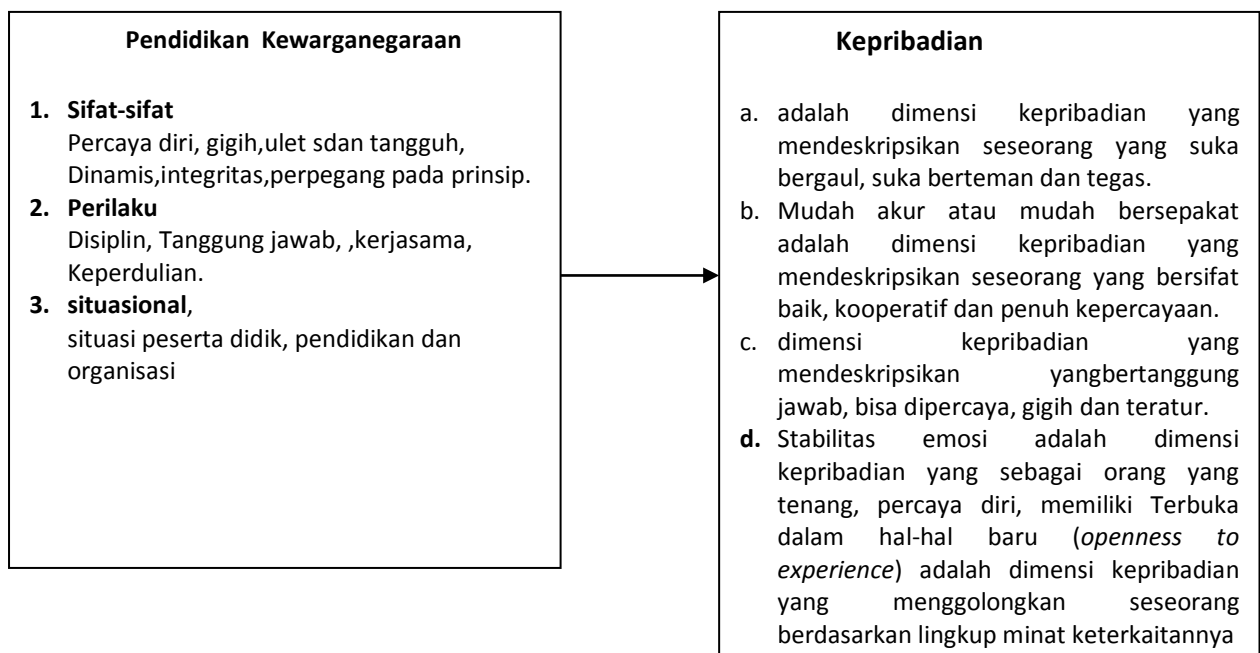 Pendidikan Kewarganegaraan
1. Sifat-sifat
Percaya diri, gigih,ulet sdan tangguh,
Dinamis,integritas,perpegang pada prinsip.
2. Perilaku
Disiplin, Tanggung jawab, ,kerjasama,
Keperdulian.
3. situasional,
situasi peserta didik, pendidikan dan
organisasi
Kepribadian
a. adalah dimensi kepribadian yang
mendeskripsikan seseorang yang suka
bergaul, suka berteman dan tegas.
b. Mudah akur atau mudah bersepakat
adalah dimensi kepribadian yang
mendeskripsikan seseorang yang bersifat
baik, kooperatif dan penuh kepercayaan.
c. dimensi kepribadian yang
mendeskripsikan yangbertanggung
jawab, bisa dipercaya, gigih dan teratur.
d. Stabilitas emosi adalah dimensi
kepribadian yang sebagai orang yang
tenang, percaya diri, memiliki Terbuka
dalam hal-hal baru (openness to
experience) adalah dimensi kepribadian
yang menggolongkan seseorang
berdasarkan lingkup minat keterkaitannya